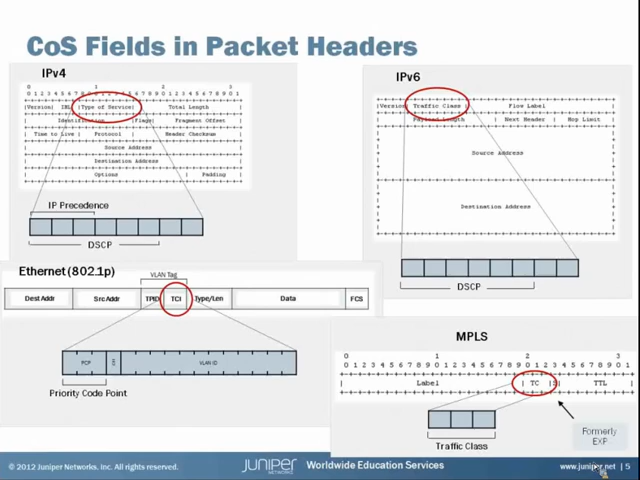 CoS Fields in Packet Headers
IPv4
0 1 2 3
0 1 2 3 4 5 6 7 8 9 0 1 2 3 4 5 6 7 8 9 0 1 2 3 4 5 6 7 8 9 0 1
|Version| IHL |Type of Service| Total Length
Identification |Flags| Fragment Offset
Time to Live | Protocol | Header Checksum
Source Address
Destination Address
Options | Padding
IP Precedence
DSCP
IPv6
|Version| Traffic Class | Flow Label
Payload Length | Next Header | Hop Limit
Source Address
Destination Address
DSCP
Ethernet (802.1p)
VLAN Tag
Dest Addr Src Addr TPID TCI Type/Len Data FCS
PCP VLAN ID
Priority Code Point
MPLS
0 1 2 3
0 1 2 3 4 5 6 7 8 9 0 1 2 3 4 5 6 7 8 9 0 1 2 3 4 5 6 7 8 9 0 1
| Label | TC |S| TTL
Traffic Class
Formerly
EXP
© 2012 Juniper Networks, Inc. All rights reserved.
JUNIPER
NETWORKS
Worldwide Education Services
www.juniper.net | 5